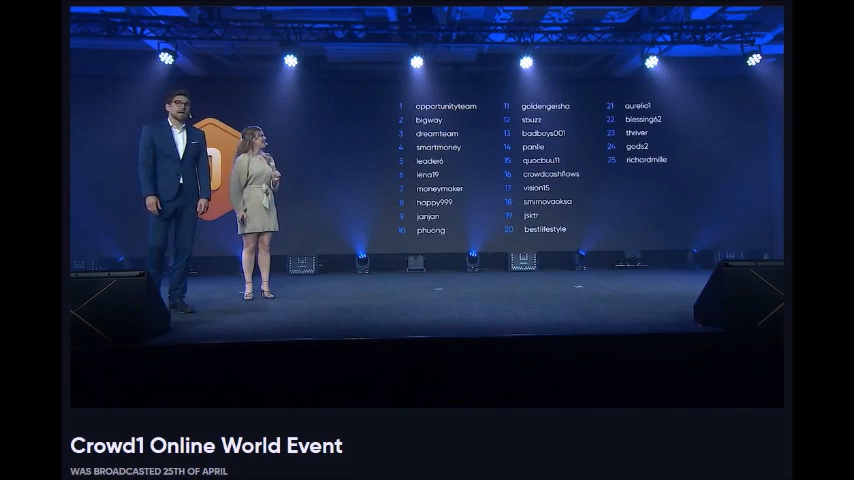 1 opportunityteam
2 bigway
3 dreamteam
4 smartmoney
5 leader6
6 lena19
7 moneymaker
8 happy999
9 janjan
10 phuong
11 goldengeisha
12 sbuzz
13 badboys001
14 panfie
15 quocbuu11
16 crowdcashflows
17 vision15
18 smirnovaoksa
19 jsktr
20 bestlifestyle
21 aurelio1
22 blessing62
23 thriver
24 gods2
25 richardmille
Crowd1 Online World Event
WAS BROADCASTED 25TH OF APRIL